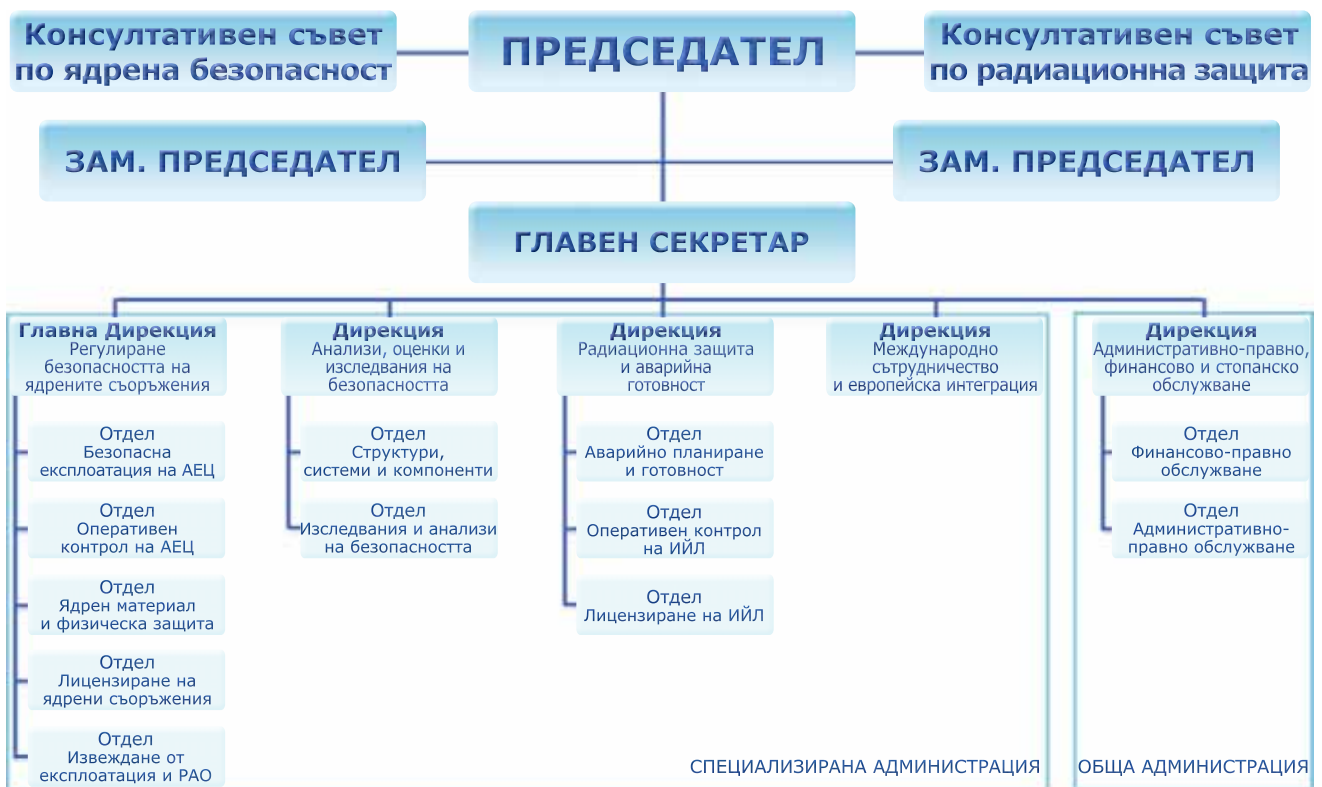 Консултативен съвет
по ядрена безопасност
ПРЕДСЕДАТЕЛ
Консултативен съвет
по радиационна защита
ЗАМ. ПРЕДСЕДАТЕЛ
ЗАМ. ПРЕДСЕДАТЕЛ
ГЛАВЕН СЕКРЕТАР
Главна Дирекция
Регулиране
безопасността на
ядрените съоръжения
Отдел
Безопасна
експлоатация на АЕЦ
Отдел
Оперативен
контрол на АЕЦ
Отдел
Ядрен материал
и физическа защита
Отдел
Лицензиране на
ядрени съоръжения
Отдел
Извеждане от
експлоатация и РАО
Дирекция
Анализи, оценки и
изследвания на
безопасността
Отдел
Структури,
системи и компоненти
Отдел
Изследвания и анализи
на безопасността
Дирекция
Радиационна защита
и аварийна
готовност
Отдел
Аварийно планиране
и готовност
Отдел
Оперативен контрол
на ИЙЛ
Отдел
Лицензиране на ИЙЛ
Дирекция
Международно
сътрудничество
и европейска интеграция
СПЕЦИАЛИЗИРАНА АДМИНИСТРАЦИЯ
Дирекция
Административно-правно,
финансово и стопанско
обслужване
Отдел
Финансово-правно
обслужване
Отдел
Административно-
правно обслужване
ОБЩА АДМИНИСТРАЦИЯ